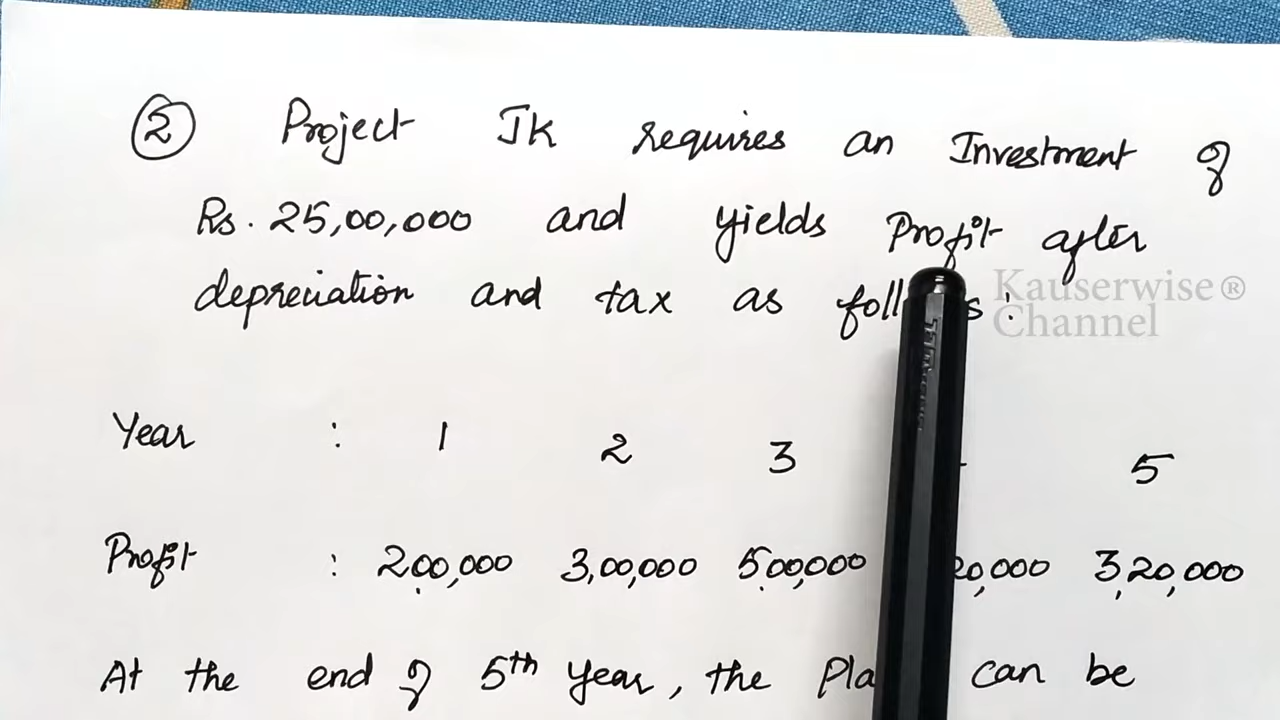 ② Project JK requires an Investment of
Rs. 25,00,000 and yields Profit after
depreciation and tax as
Kauserwise®
Channel
Year : 1 2 3 5
Profit : 2,00,000 3,00,000 5,00,000 3,20,000
At the end of 5th Year, the can be